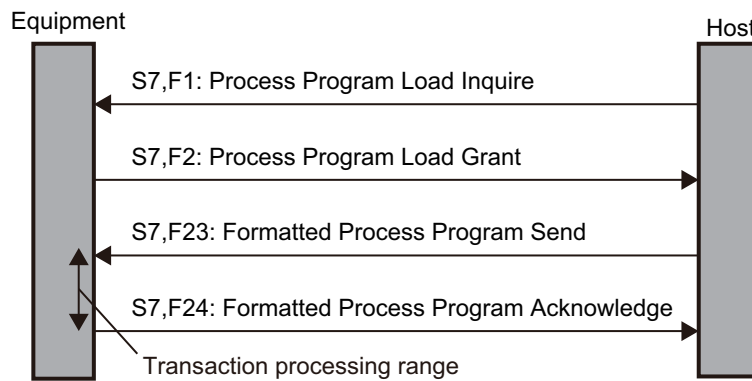 Equipment
Host
S7,F1: Process Program Load Inquire
S7,F2: Process Program Load Grant
S7,F23: Formatted Process Program Send
S7,F24: Formatted Process Program Acknowledge
Transaction processing range